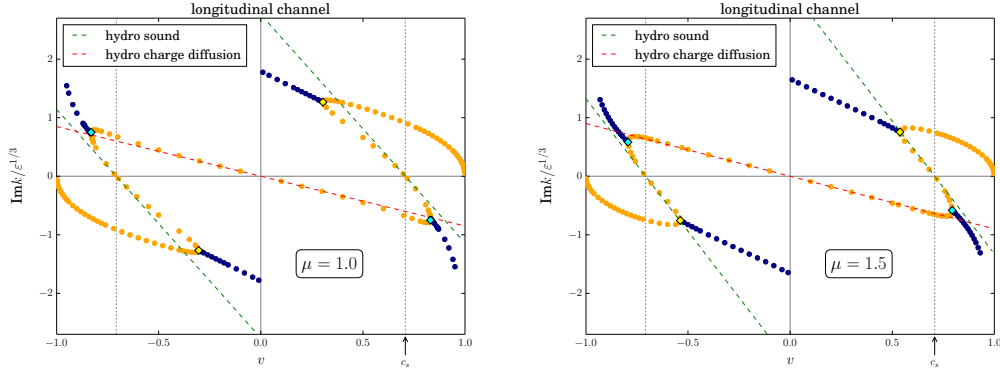 longitudinal channel
hydro sound
hydro charge diffusion
Im k/ε^{1/3}
2
1
0
−1
−2
μ = 1.0
−1.0
−0.5
0.0
0.5
1.0
v
c_s
longitudinal channel
hydro sound
hydro charge diffusion
Im k/ε^{1/3}
2
1
0
−1
−2
μ = 1.5
−1.0
−0.5
0.0
0.5
1.0
v
c_s